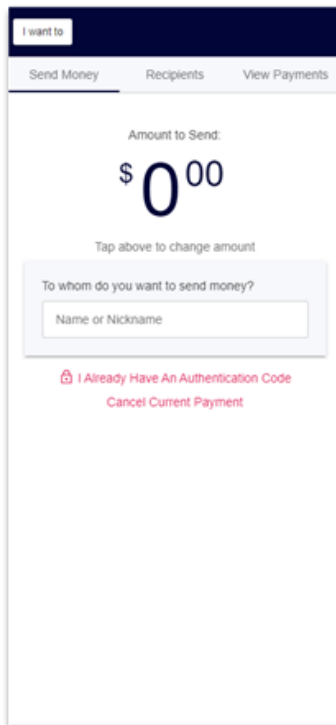 I want to
Send Money Recipients View Payments
Amount to Send:
$0.00
Tap above to change amount
To whom do you want to send money?
Name or Nickname
I Already Have An Authentication Code
Cancel Current Payment